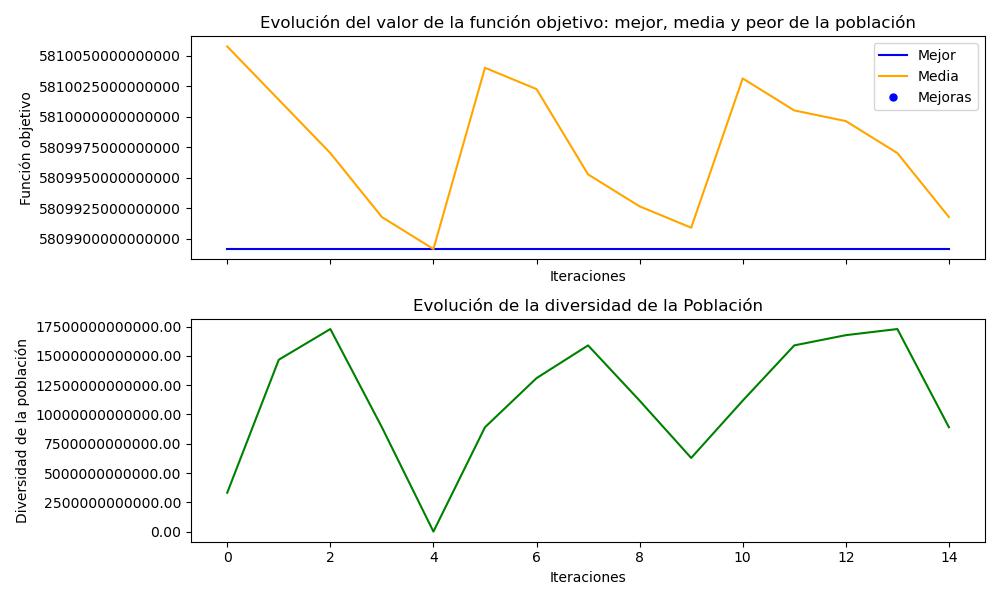 Evolución del valor de la función objetivo: mejor, media y peor de la población
Función objetivo
5810050000000000
5810025000000000
5810000000000000
5809975000000000
5809950000000000
5809925000000000
5809900000000000
Mejor
Media
Mejoras
Iteraciones
Evolución de la diversidad de la Población
Diversidad de la población
17500000000000.00
15000000000000.00
12500000000000.00
10000000000000.00
7500000000000.00
5000000000000.00
2500000000000.00
0.00
0 2 4 6 8 10 12 14
Iteraciones